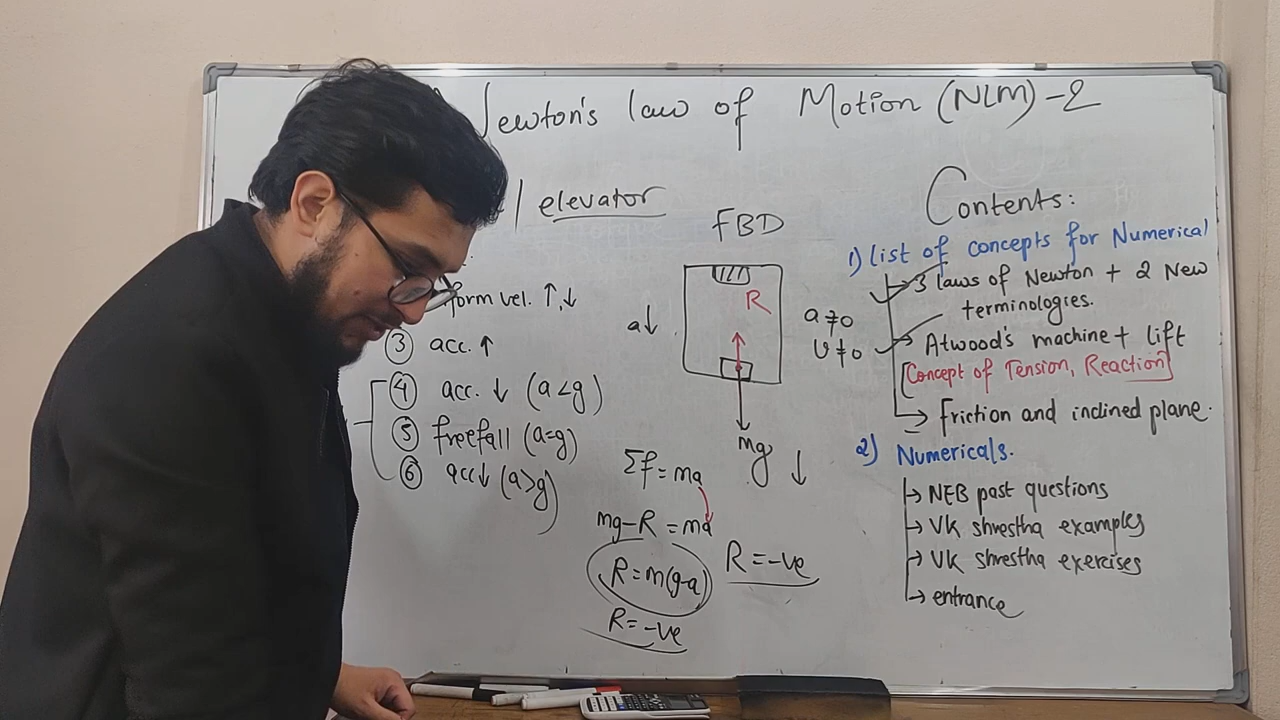 Newton's law of Motion (NLM)-2
/ elevator
form vel. ↑,↓
③ acc. ↑
④ acc. ↓ (a<g)
⑤ freefall (a=g)
⑥ acc↓ (a>g)
FBD
R
a↓
a≠0
v≠0
mg ↓
Σf = ma
mg-R = ma
R=m(g-a)
R=-ve
R=-ve
Contents:
1) list of concepts for Numerical
→ 3 laws of Newton + 2 New
terminologies.
→ Atwood's machine + lift
[Concept of Tension, Reaction]
→ friction and inclined plane.
2) Numericals.
→ NEB past questions
→ VK shrestha examples
→ VK shrestha exercises
→ entrance